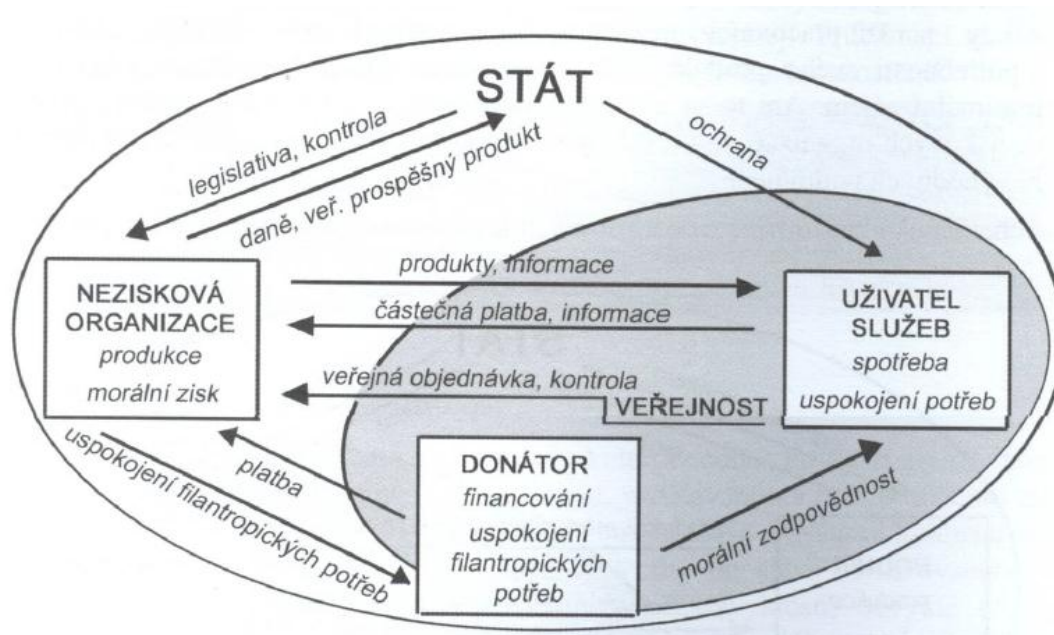 STÁT
legislativa, kontrola
daně, veř. prospěšný produkt
ochrana
NEZISKOVÁ
ORGANIZACE
produkce
morální zisk
produkty, informace
částečná platba, informace
veřejná objednávka, kontrola
VEŘEJNOST
UŽIVATEL
SLUŽEB
spotřeba
uspokojení potřeb
uspokojení filantropických potřeb
platba
DONÁTOR
financování
uspokojení
filantropických
potřeb
morální zodpovědnost